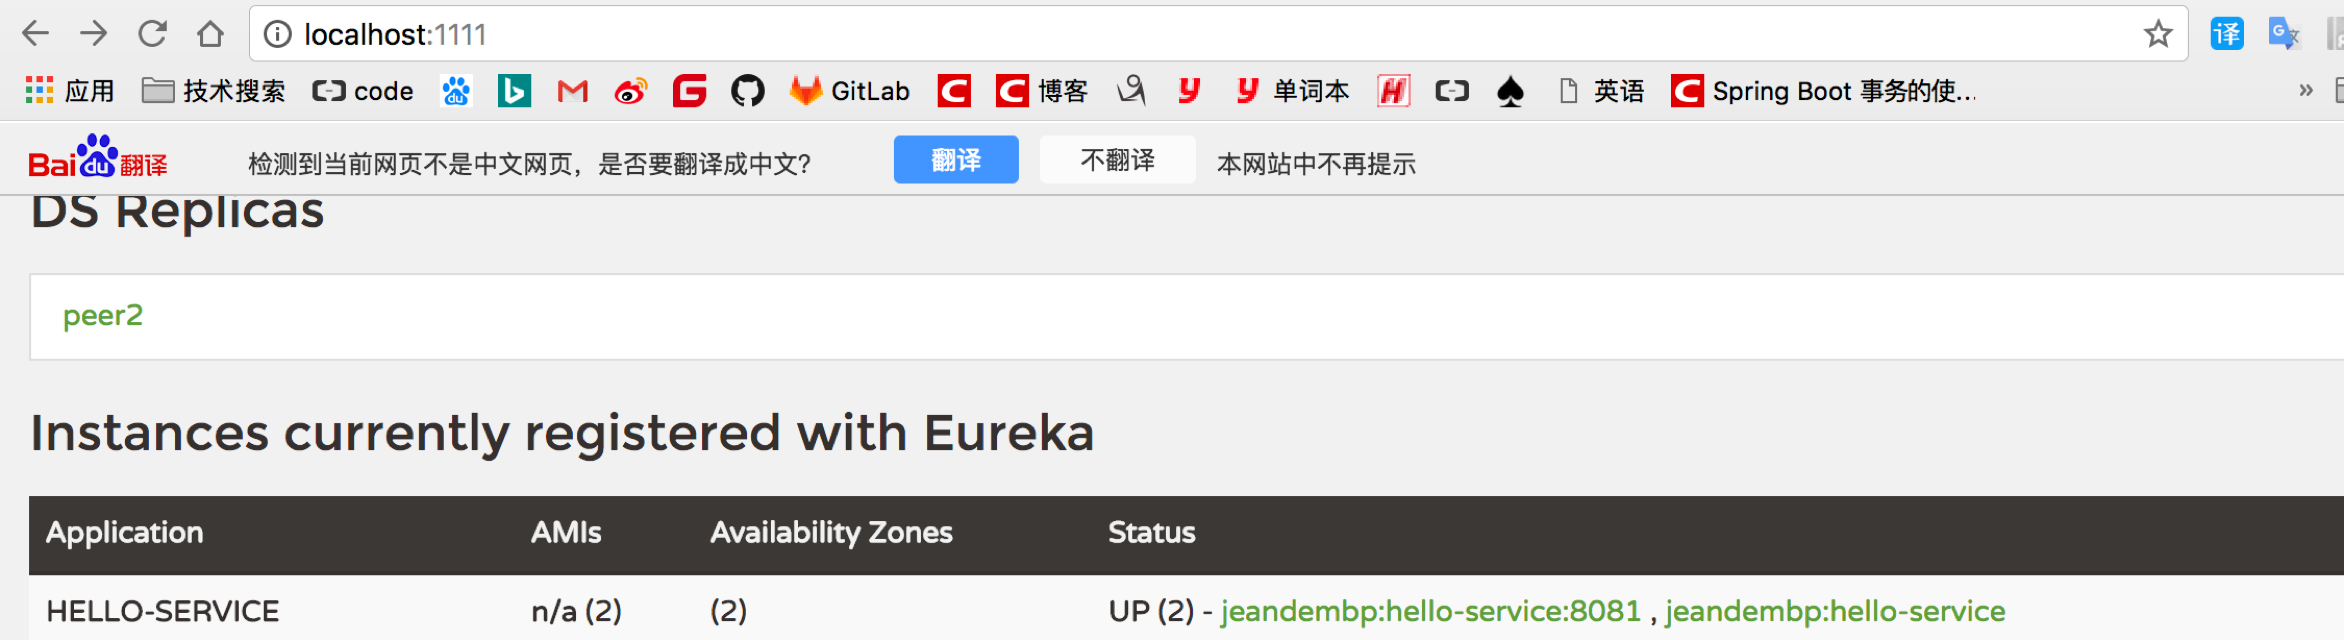 localhost:1111
应用 技术搜索 code GitLab 博客 单词本 英语 Spring Boot 事务的使... »
Bai du 翻译 检测到当前网页不是中文网页，是否要翻译成中文? 翻译 不翻译 本网站中不再提示
DS Replicas
peer2
Instances currently registered with Eureka
Application AMIs Availability Zones Status
HELLO-SERVICE n/a (2) (2) UP (2) - jeandembp:hello-service:8081 , jeandembp:hello-service